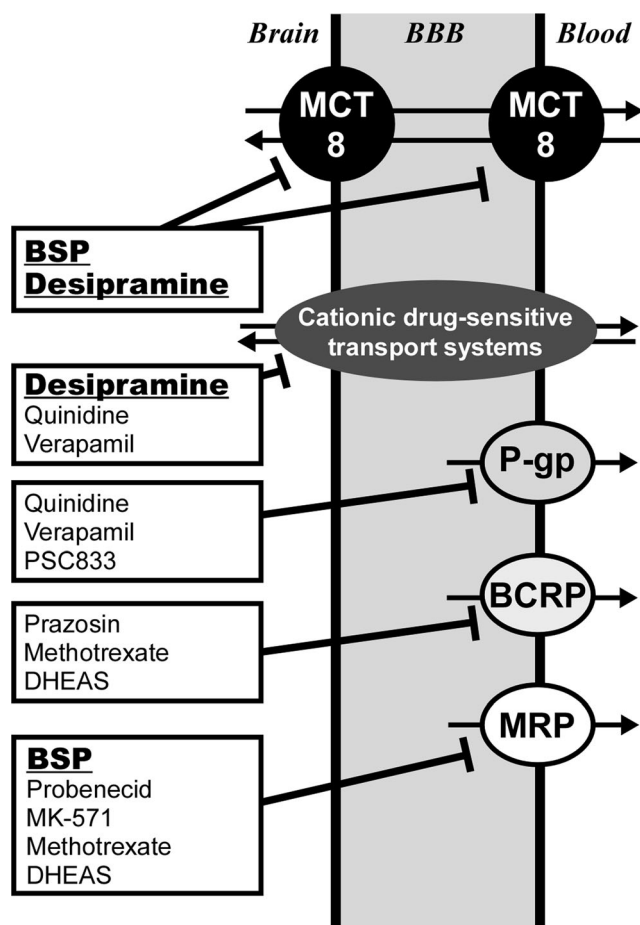 Brain BBB Blood
MCT
8
MCT
8
BSP
Desipramine
Cationic drug-sensitive
transport systems
Desipramine
Quinidine
Verapamil
P-gp
Quinidine
Verapamil
PSC833
BCRP
Prazosin
Methotrexate
DHEAS
MRP
BSP
Probenecid
MK-571
Methotrexate
DHEAS